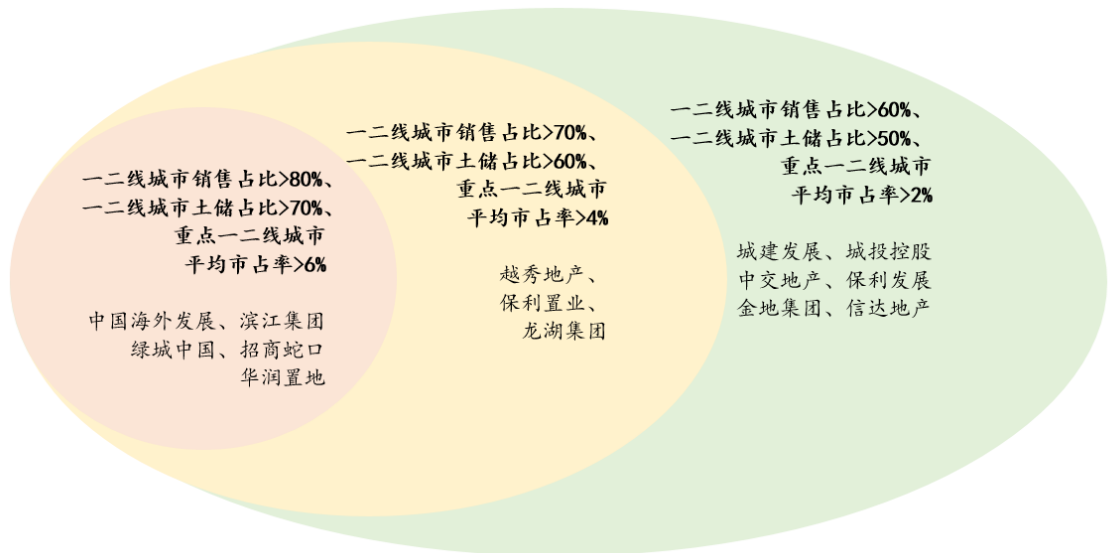 一二线城市销售占比>80%、
一二线城市土储占比>70%、
重点一二线城市
平均市占率>6%
中国海外发展、滨江集团
绿城中国、招商蛇口
华润置地
一二线城市销售占比>70%、
一二线城市土储占比>60%、
重点一二线城市
平均市占率>4%
越秀地产、
保利置业、
龙湖集团
一二线城市销售占比>60%、
一二线城市土储占比>50%、
重点一二线城市
平均市占率>2%
城建发展、城投控股
中交地产、保利发展
金地集团、信达地产